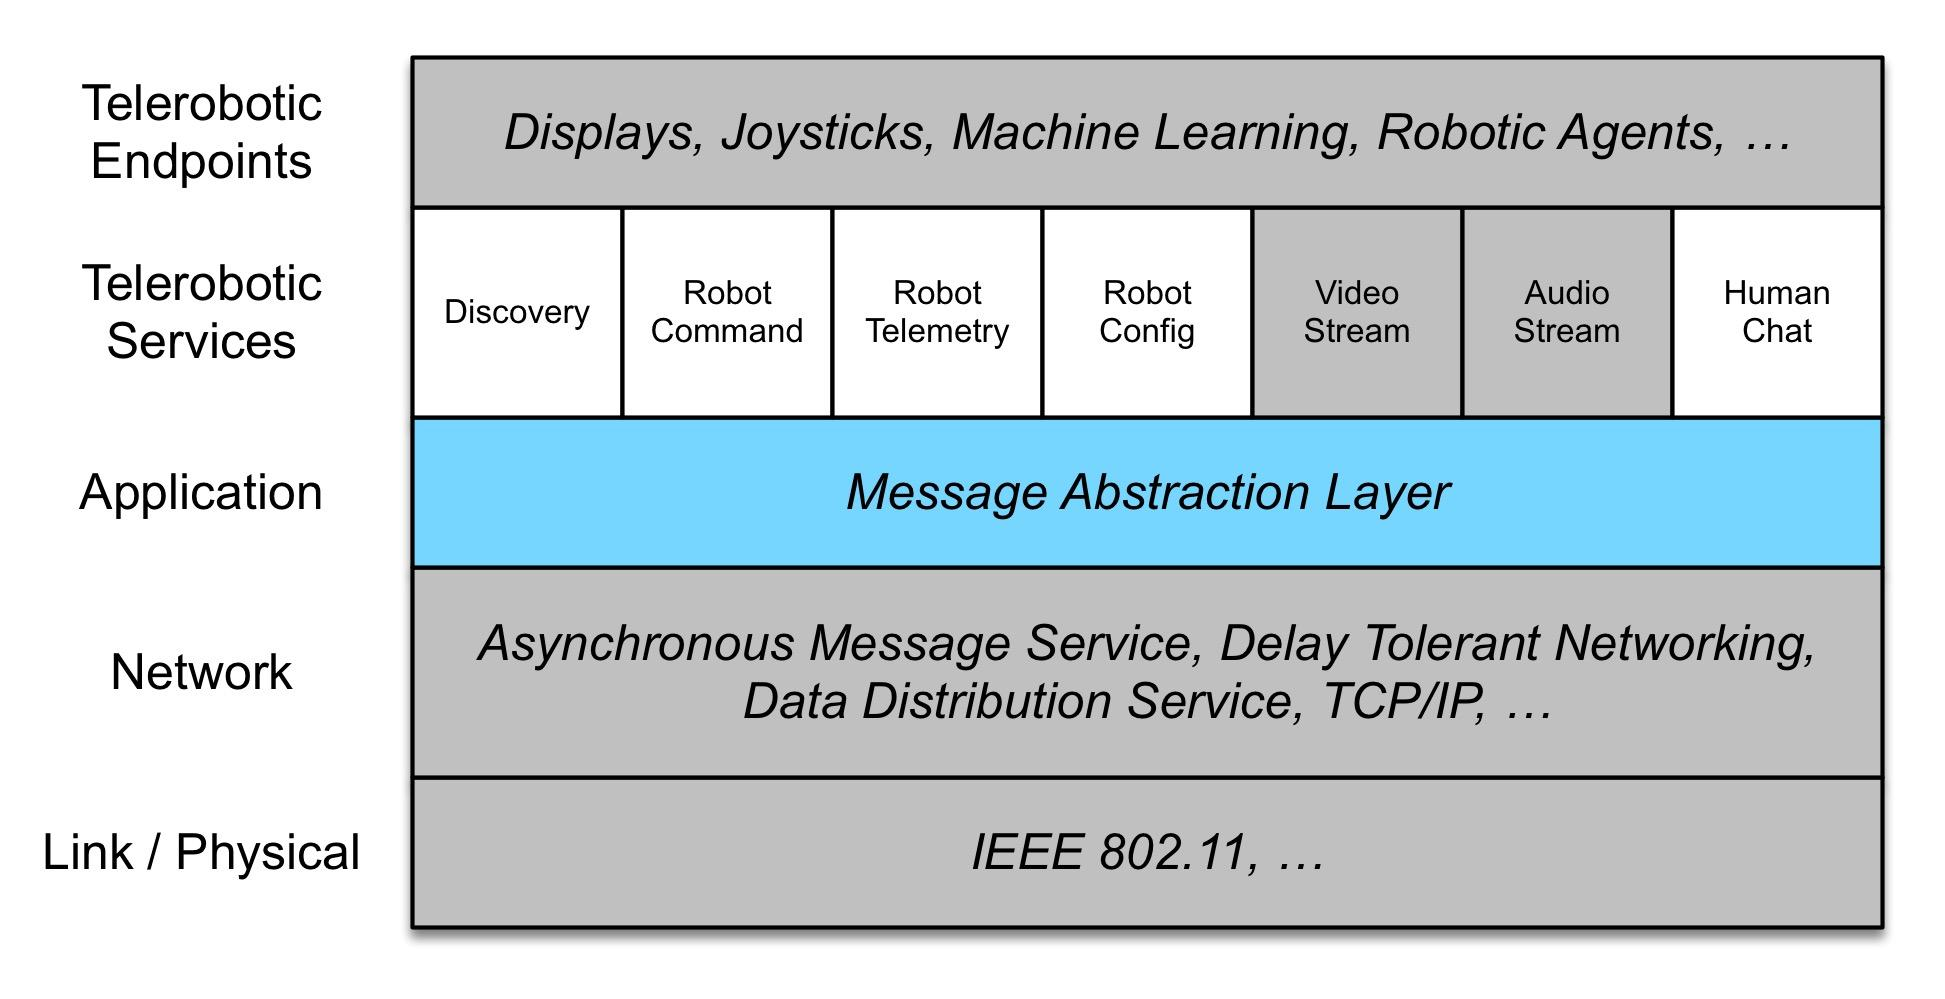 Telerobotic
Endpoints
Displays, Joysticks, Machine Learning, Robotic Agents, …
Telerobotic
Services
Discovery
Robot
Command
Robot
Telemetry
Robot
Config
Video
Stream
Audio
Stream
Human
Chat
Application
Message Abstraction Layer
Network
Asynchronous Message Service, Delay Tolerant Networking,
Data Distribution Service, TCP/IP, …
Link / Physical
IEEE 802.11, …